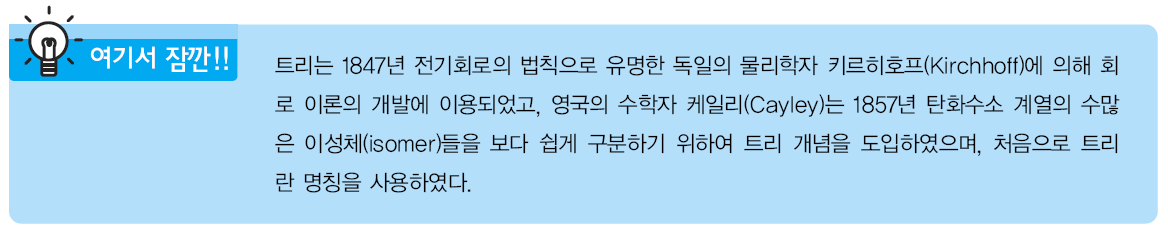 여기서 잠깐!!
트리는 1847년 전기회로의 법칙으로 유명한 독일의 물리학자 키르히호프(Kirchhoff)에 의해 회
로 이론의 개발에 이용되었고, 영국의 수학자 케일리(Cayley)는 1857년 탄화수소 계열의 수많
은 이성체(isomer)들을 보다 쉽게 구분하기 위하여 트리 개념을 도입하였으며, 처음으로 트리
란 명칭을 사용하였다.